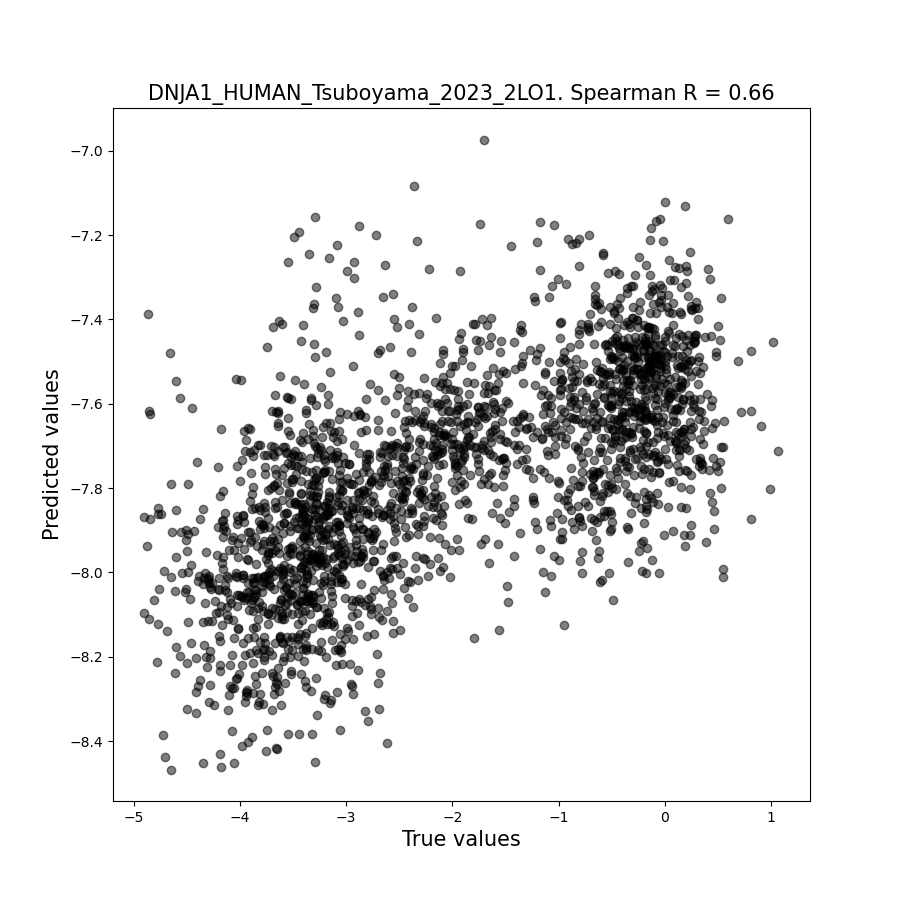 DNJA1_HUMAN_Tsuboyama_2023_2LO1. Spearman R = 0.66
−7.0
−7.2
−7.4
−7.6
−7.8
−8.0
−8.2
−8.4
Predicted values
−5 −4 −3 −2 −1 0 1
True values